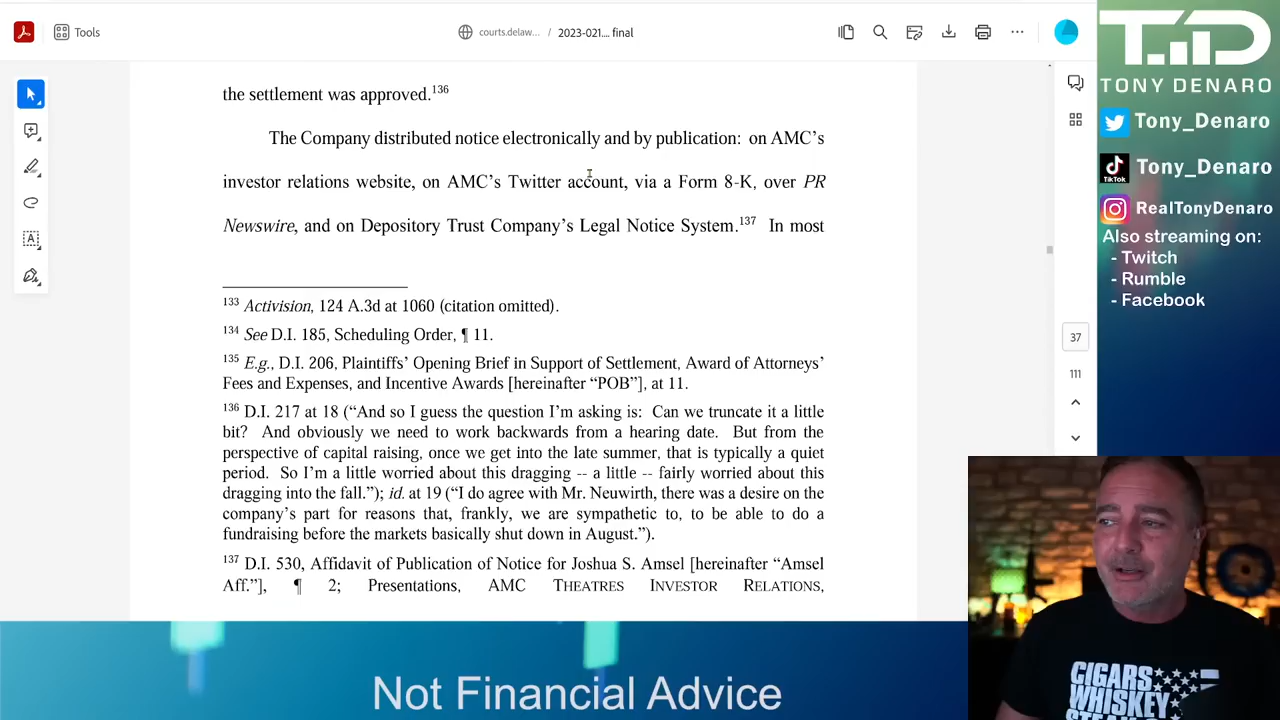 Tools
courts.delaw... / 2023-021.... final
the settlement was approved.136
The Company distributed notice electronically and by publication: on AMC's
investor relations website, on AMC's Twitter account, via a Form 8-K, over PR
Newswire, and on Depository Trust Company's Legal Notice System.137 In most
133 Activision, 124 A.3d at 1060 (citation omitted).
134 See D.I. 185, Scheduling Order, ¶ 11.
135 E.g., D.I. 206, Plaintiffs' Opening Brief in Support of Settlement, Award of Attorneys'
Fees and Expenses, and Incentive Awards [hereinafter “POB”], at 11.
136 D.I. 217 at 18 (“And so I guess the question I'm asking is: Can we truncate it a little
bit? And obviously we need to work backwards from a hearing date. But from the
perspective of capital raising, once we get into the late summer, that is typically a quiet
period. So I'm a little worried about this dragging -- a little -- fairly worried about this
dragging into the fall.”); id. at 19 (“I do agree with Mr. Neuwirth, there was a desire on the
company's part for reasons that, frankly, we are sympathetic to, to be able to do a
fundraising before the markets basically shut down in August.”).
137 D.I. 530, Affidavit of Publication of Notice for Joshua S. Amsel [hereinafter “Amsel
Aff.”], ¶ 2; Presentations, AMC THEATRES INVESTOR RELATIONS,
37
111
TD
TONY DENARO
Tony_Denaro
TikTok
Tony_Denaro
RealTonyDenaro
Also streaming on:
- Twitch
- Rumble
- Facebook
CIGARS
WHISKEY
Not Financial Advice